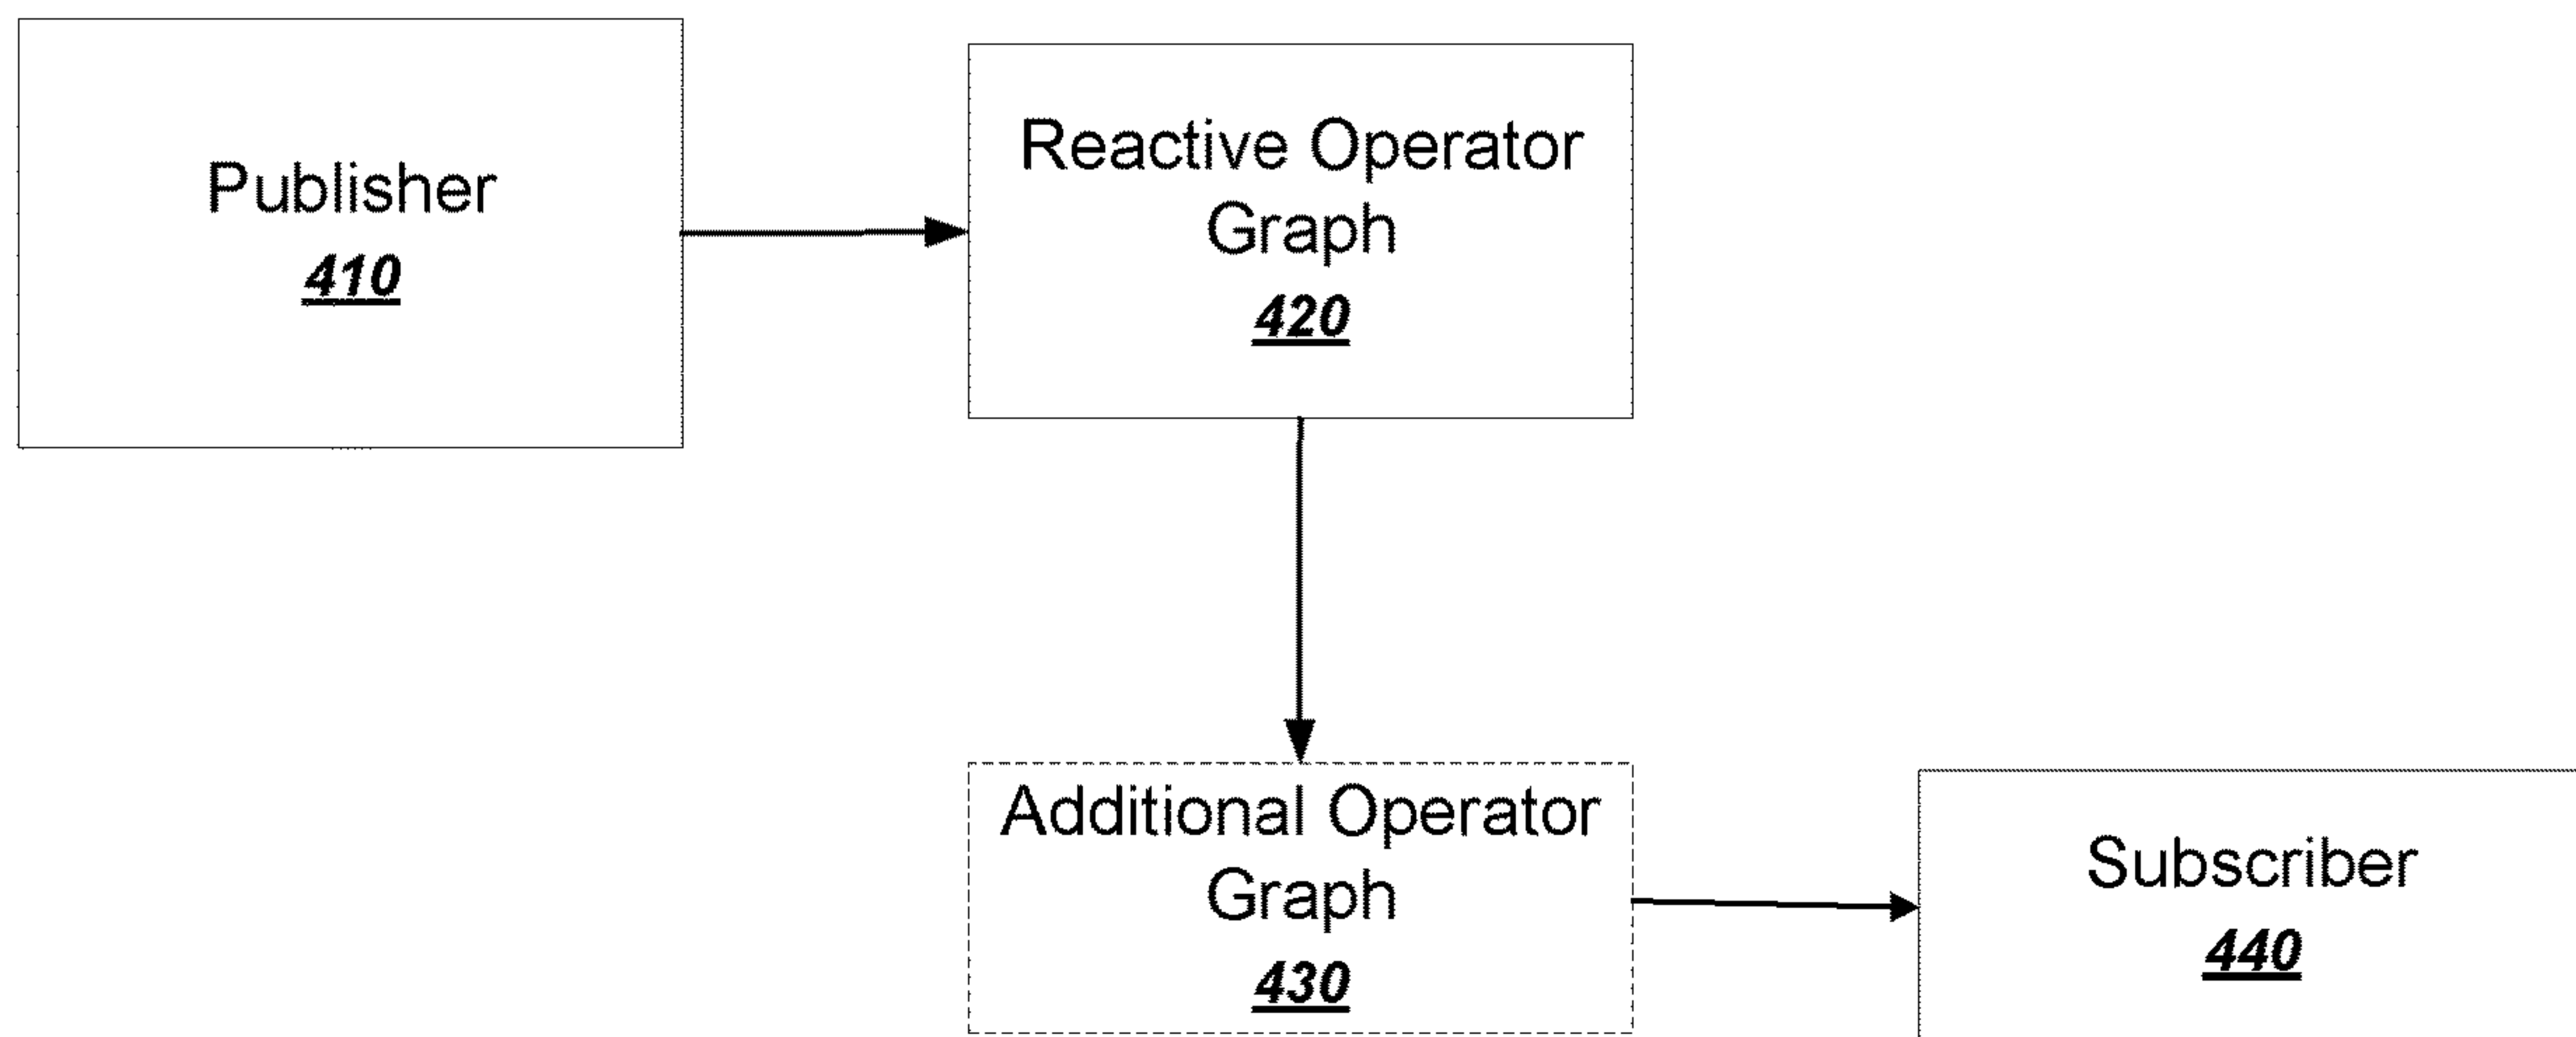 Publisher
410
Reactive Operator
Graph
420
Additional Operator
Graph
430
Subscriber
440